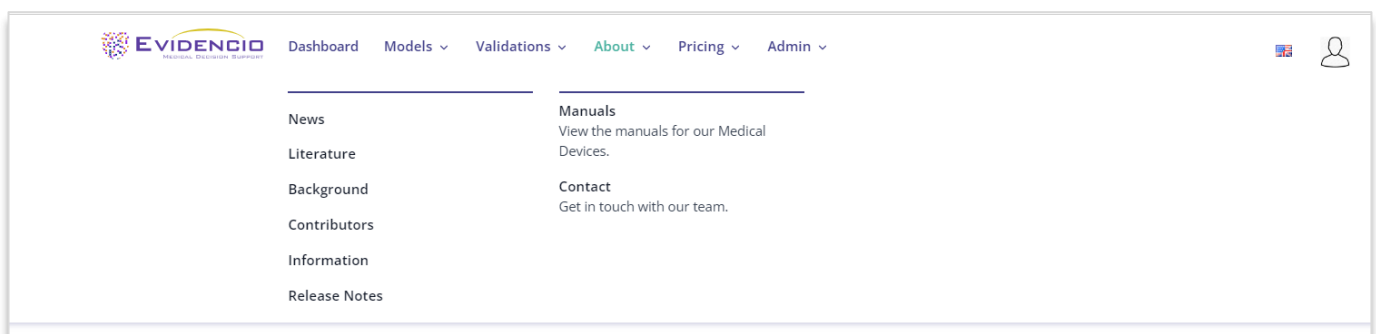 EVIDENCIO
MEDICAL DECISION SUPPORT
Dashboard Models Validations About Pricing Admin
News
Literature
Background
Contributors
Information
Release Notes
Manuals
View the manuals for our Medical
Devices.
Contact
Get in touch with our team.